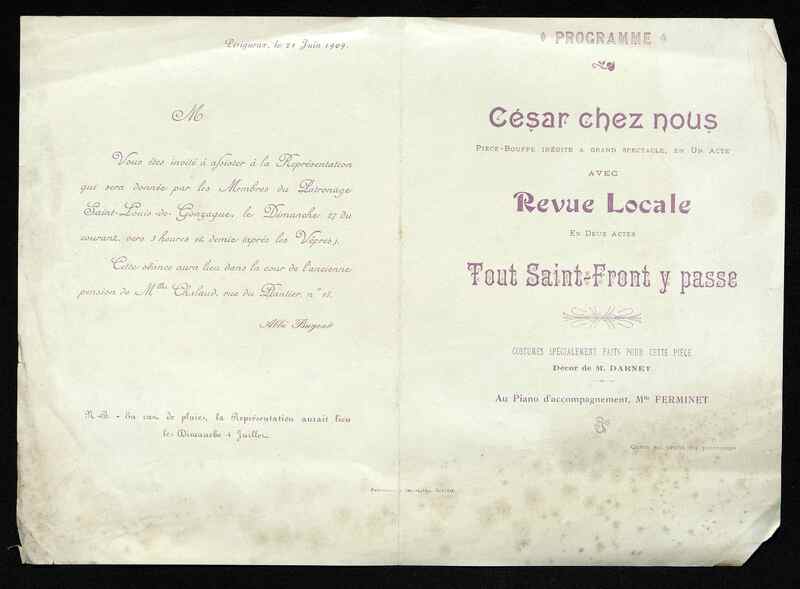 Périgueux, le 21 Juin 1909.
M
Vous êtes invité à assister à la Représentation
qui sera donnée par les Membres du Patronage
Saint-Louis-de-Gonzague, le Dimanche 27 du
courant, vers 3 heures et demie (après les Vêpres).
Cette séance aura lieu dans la cour de l'ancienne
pension de Mlles Chalaud, rue du Plantier, n°
Abbé
N. B. - En cas de pluie, la Représentation aurait lieu
le Dimanche 4 Juillet.
PROGRAMME
César chez nous
PIÈCE-BOUFFE INÉDITE A GRAND SPECTACLE, EN UN ACTE
AVEC
Revue Locale
EN DEUX ACTES
Tout Saint-Front y passe
COSTUMES SPÉCIALEMENT FAITS POUR CETTE PIÈCE
Décor de M. DARNET
Au Piano d'accompagnement, Mlle FERMINET